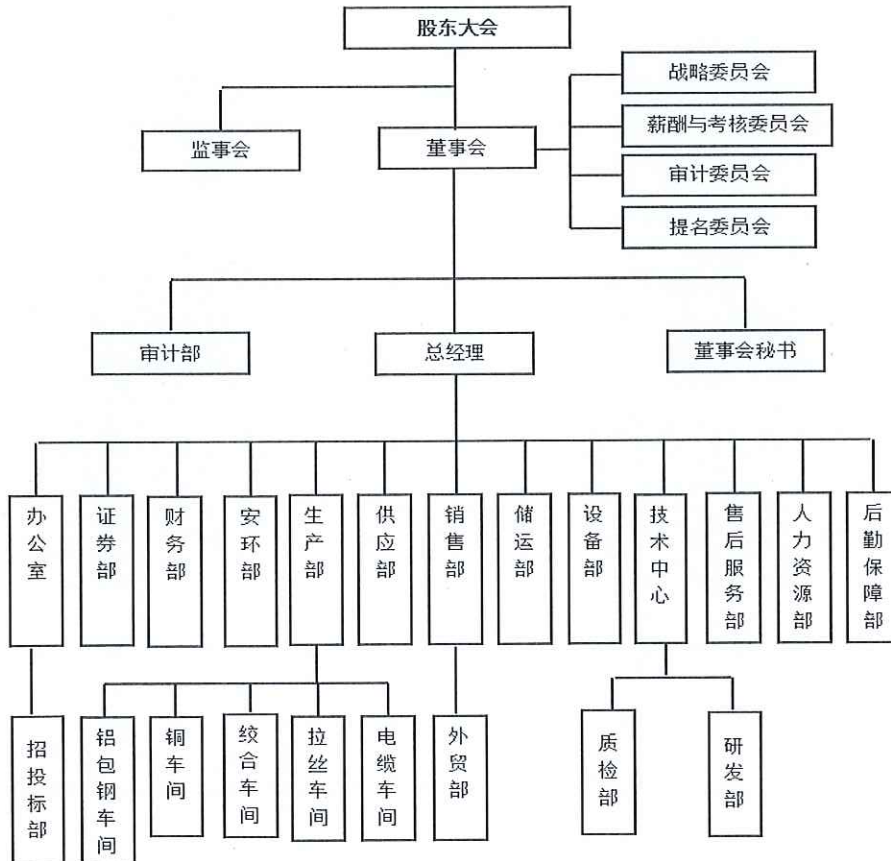 股东大会
战略委员会
薪酬与考核委员会
监事会
董事会
审计委员会
提名委员会
审计部
总经理
董事会秘书
办公室
证券部
财务部
安环部
生产部
供应部
销售部
储运部
设备部
技术中心
售后服务部
人力资源部
后勤保障部
招投标部
铝包钢车间
铜车间
绞合车间
拉丝车间
电缆车间
外贸部
质检部
研发部